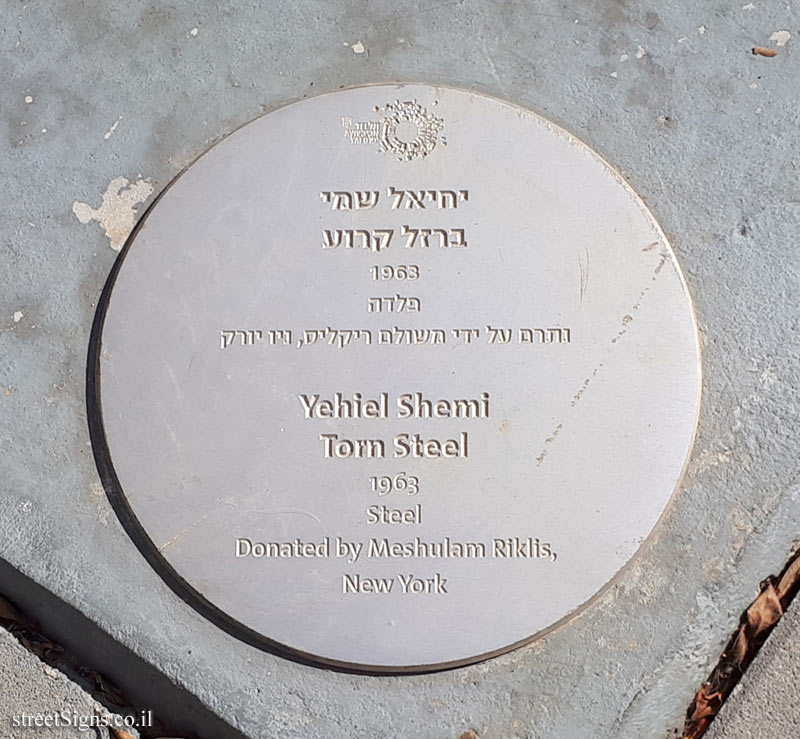 יחיאל שמי
ברזל קרוע
1963
פלדה
נתרם על ידי משולם ריקליס, ניו יורק
Yehiel Shemi
Torn Steel
1963
Steel
Donated by Meshulam Riklis,
New York
streetSigns.co.il